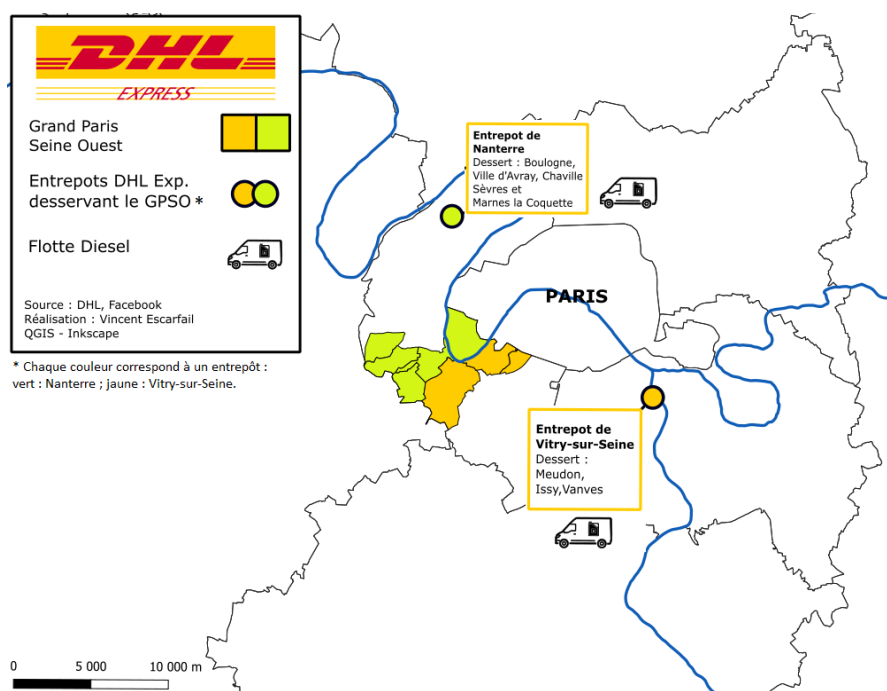 DHL
EXPRESS
Grand Paris
Seine Ouest
Entrepots DHL Exp.
desservant le GPSO *
Flotte Diesel
Source : DHL, Facebook
Réalisation : Vincent Escarfail
QGIS - Inkscape
* Chaque couleur correspond à un entrepôt :
vert : Nanterre ; jaune : Vitry-sur-Seine.
Entrepot de
Nanterre
Dessert : Boulogne,
Ville d'Avray, Chaville
Sèvres et
Marnes la Coquette
PARIS
Entrepot de
Vitry-sur-Seine
Dessert :
Meudon,
Issy,Vanves
0 5 000 10 000 m